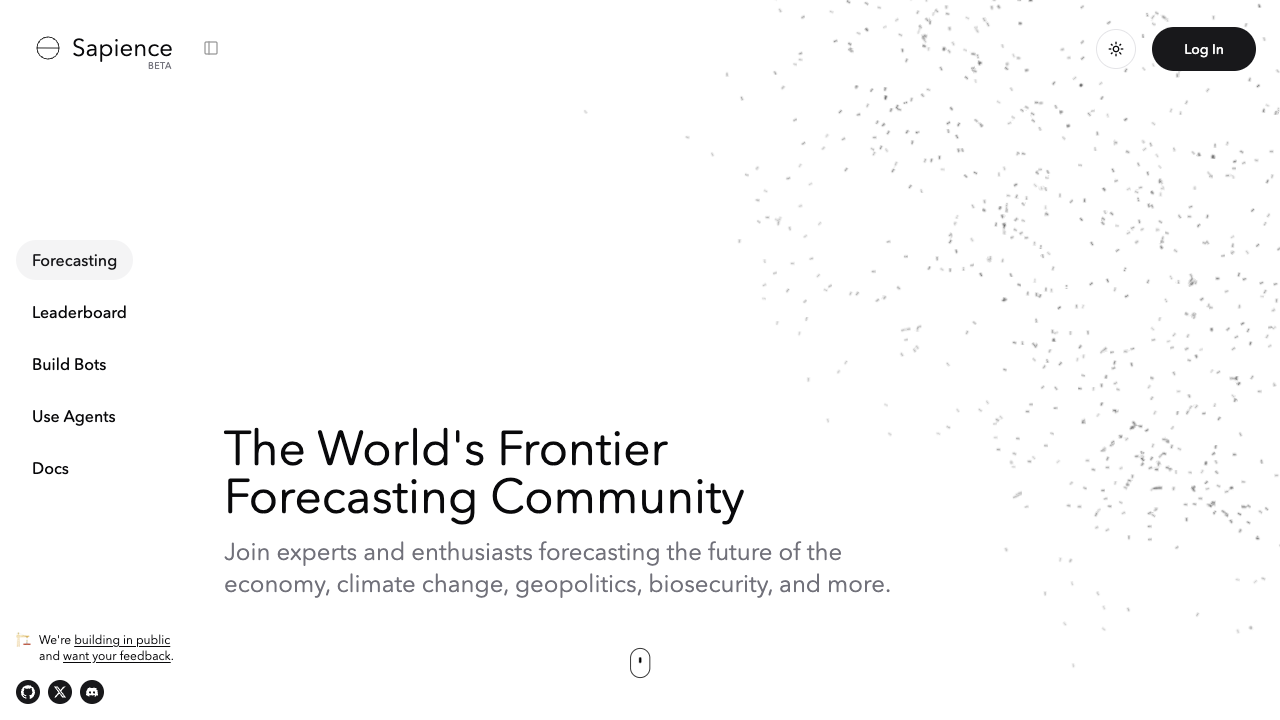 Sapience
BETA
Log In
Forecasting
Leaderboard
Build Bots
Use Agents
Docs
The World's Frontier
Forecasting Community
Join experts and enthusiasts forecasting the future of the
economy, climate change, geopolitics, biosecurity, and more.
We're building in public
and want your feedback.